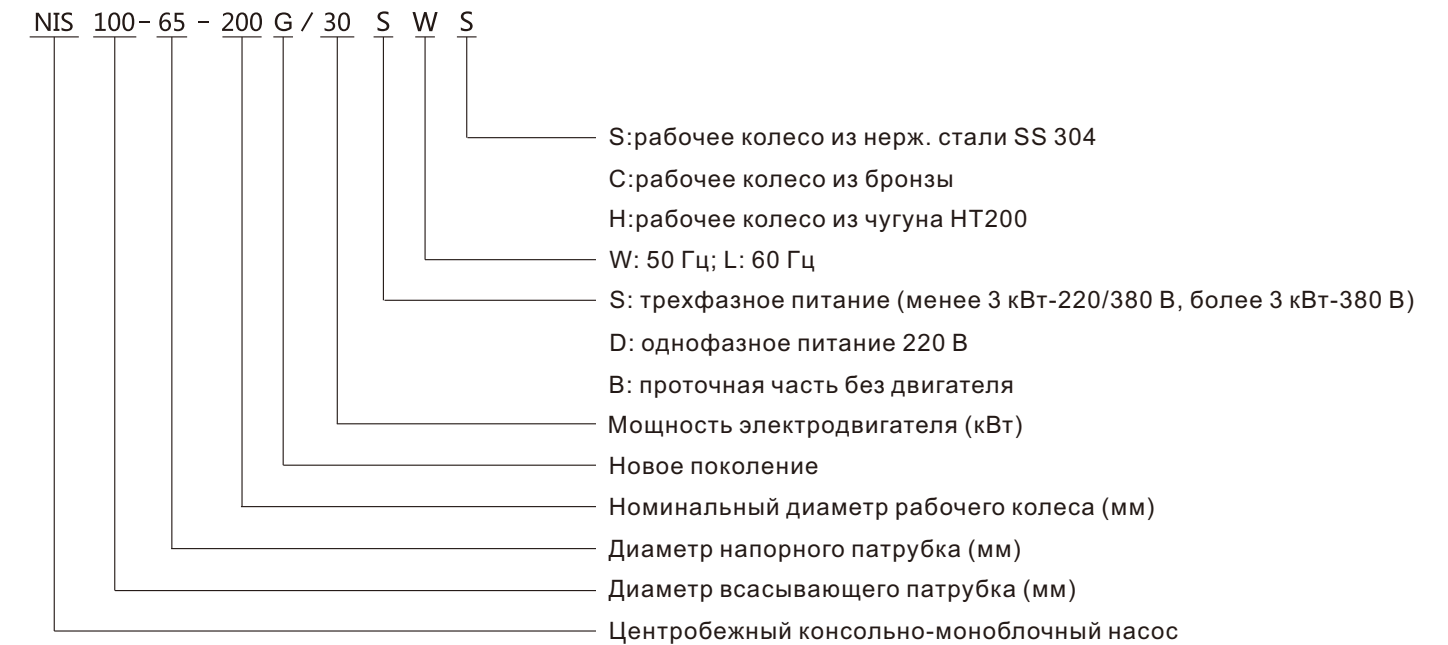 NIS 100-65-200 G/30 S W S
S:рабочее колесо из нерж. стали SS 304
C:рабочее колесо из бронзы
H:рабочее колесо из чугуна HT200
W: 50 Гц; L: 60 Гц
S: трехфазное питание (менее 3 кВт-220/380 В, более 3 кВт-380 В)
D: однофазное питание 220 В
B: проточная часть без двигателя
Мощность электродвигателя (кВт)
Новое поколение
Номинальный диаметр рабочего колеса (мм)
Диаметр напорного патрубка (мм)
Диаметр всасывающего патрубка (мм)
Центробежный консольно-моноблочный насос